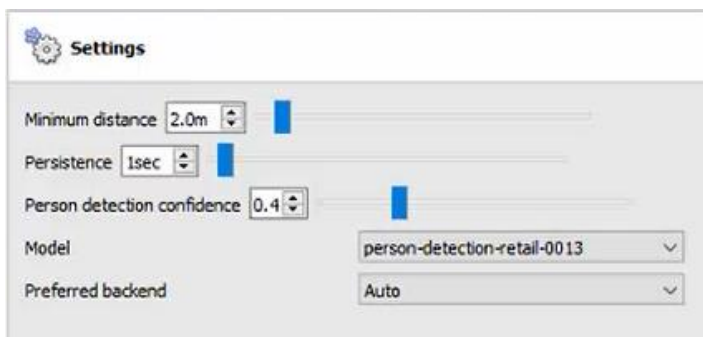 Settings
Minimum distance 2.0m
Persistence 1sec
Person detection confidence 0.4
Model person-detection-retail-0013
Preferred backend Auto